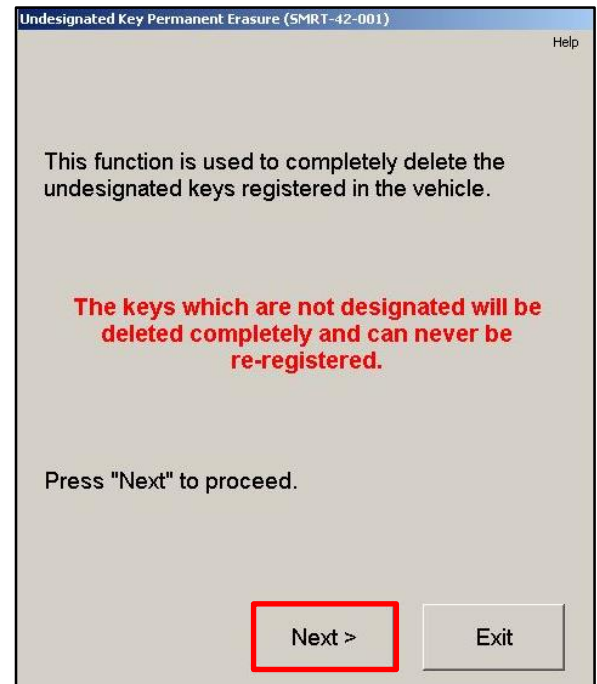 Undesignated Key Permanent Erasure (SMRT-42-001)
Help
This function is used to completely delete the
undesignated keys registered in the vehicle.
The keys which are not designated will be
deleted completely and can never be
re-registered.
Press "Next" to proceed.
Next >
Exit